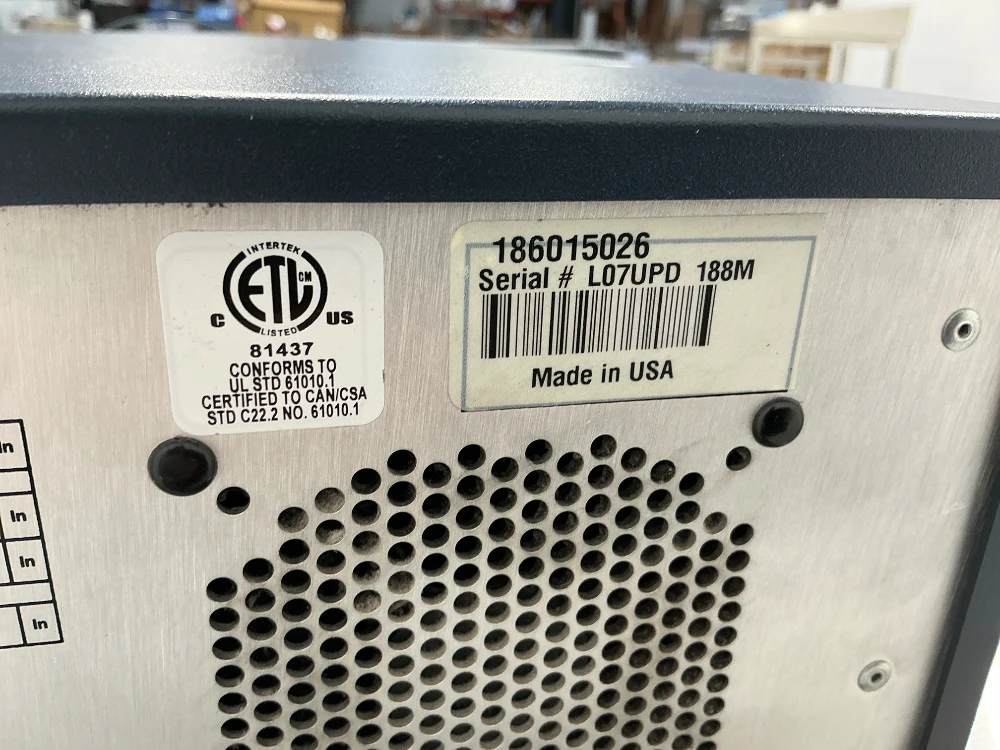 INTERTEK
ETL CM
C US
LISTED
81437
CONFORMS TO
UL STD 61010.1
CERTIFIED TO CAN/CSA
STD C22.2 NO. 61010.1
186015026
Serial # L07UPD 188M
Made in USA
In
In
In
In